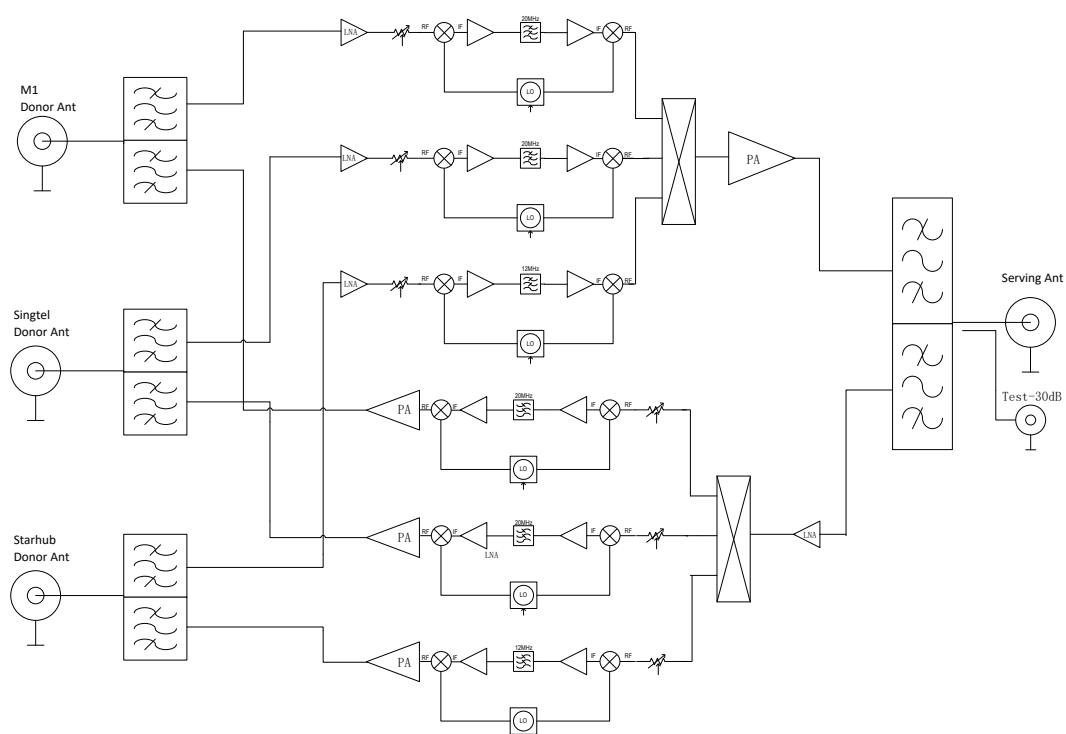 20MHz
LNA RF IF IF RF
LO
M1
Donor Ant
20MHz
LNA RF IF IF RF
PA
LO
12MHz
LNA RF IF IF RF
LO
Serving Ant
Singtel
Donor Ant
20MHz
PA RF IF IF RF
Test-30dB
LO
20MHz
PA RF IF IF RF
LNA
LNA
Starhub
Donor Ant
LO
12MHz
PA RF IF IF RF
LO